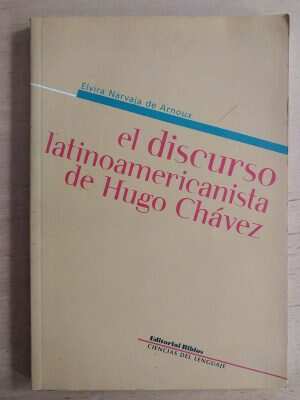 Elvira Narvaja de Arnoux
el discurso
latinoamericanista
de Hugo Chávez
Editorial Biblos
CIENCIAS DEL LENGUAJE